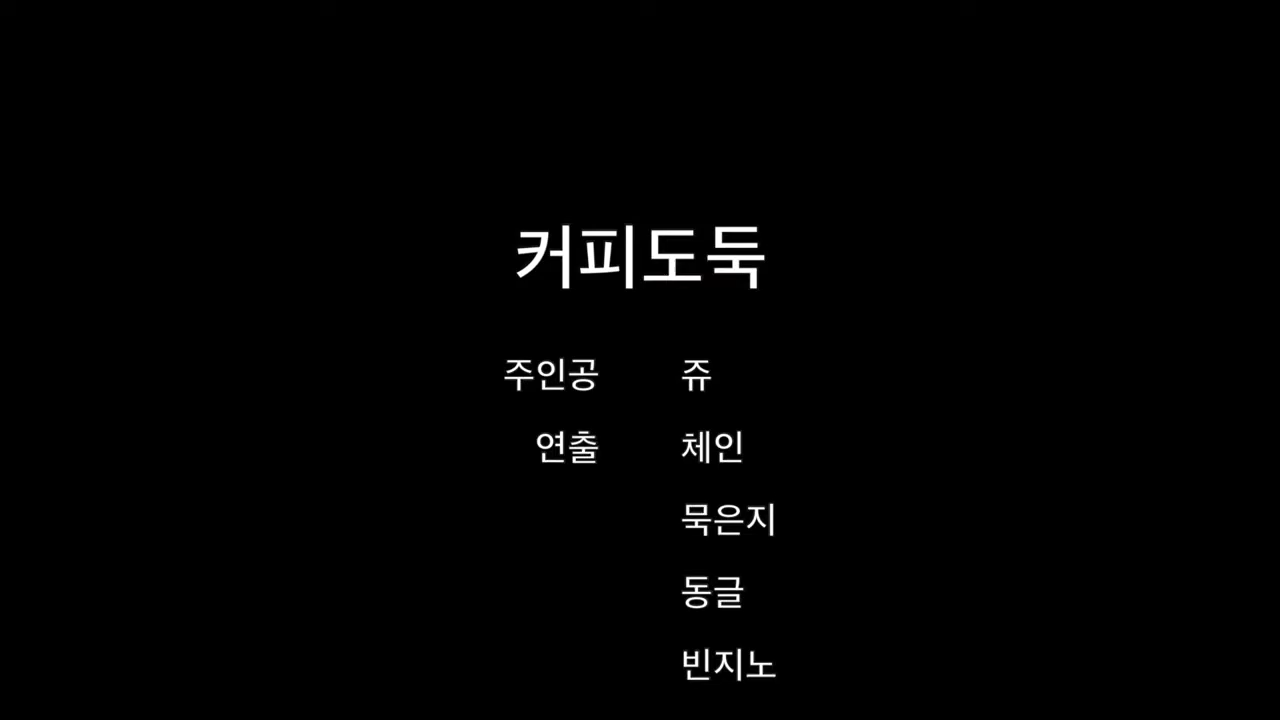 커피도둑
주인공 쥬
연출 체인
묵은지
동글
빈지노